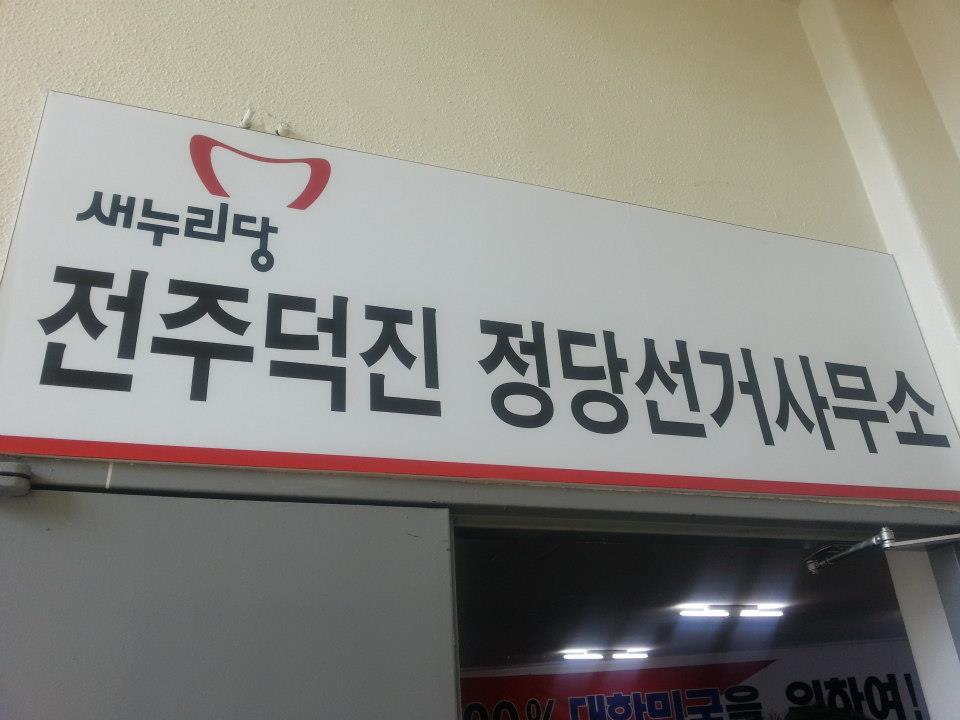 새누리당
전주덕진 정당선거사무소
대한민국을 위하여!